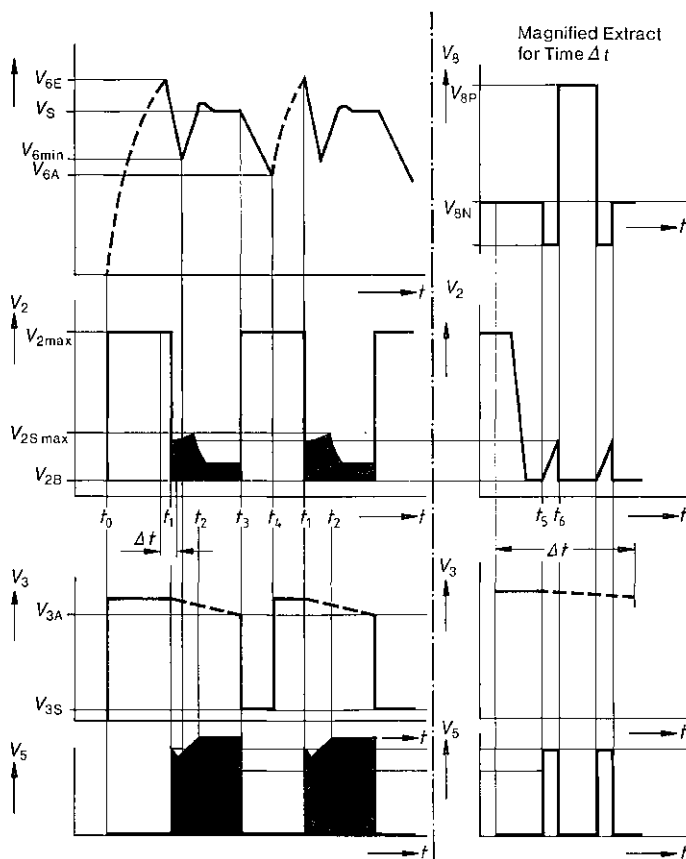 Magnified Extract
for Time Δt
V6E
VS
V6min
V6A
t
V8
V8P
V8N
t
V2
V2max
V2S max
V2B
t0
t1
t2
t3
t4
t1
t2
t
Δt
V2
t5
t6
t
Δt
V3
V3A
V3S
t
V3
t
V5
t
V5
t